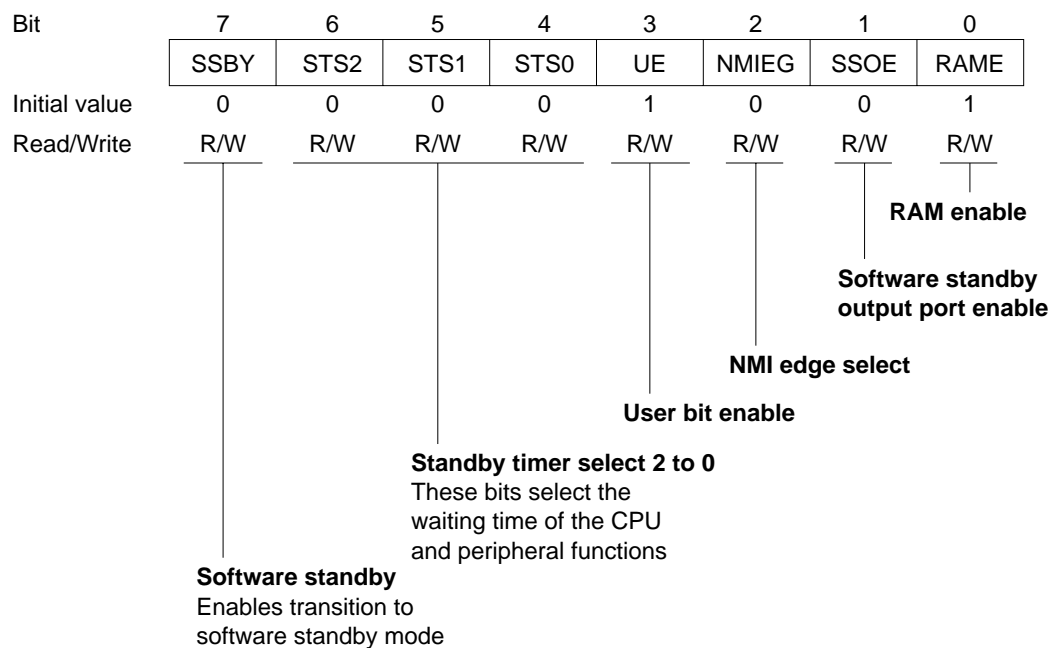 Bit 7 6 5 4 3 2 1 0
SSBY STS2 STS1 STS0 UE NMIEG SSOE RAME
Initial value 0 0 0 0 1 0 0 1
Read/Write R/W R/W R/W R/W R/W R/W R/W R/W
RAM enable
Software standby
output port enable
NMI edge select
User bit enable
Standby timer select 2 to 0
These bits select the
waiting time of the CPU
and peripheral functions
Software standby
Enables transition to
software standby mode